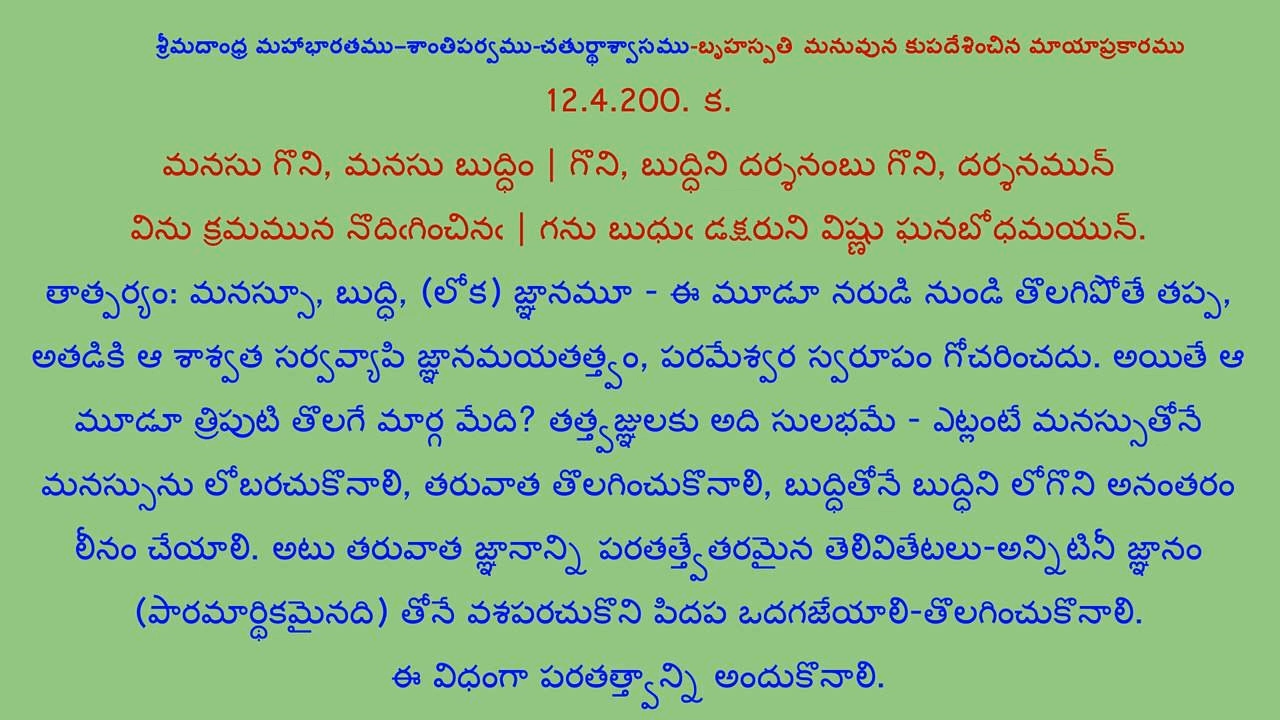 శ్రీమదాంధ్ర మహాభారతము–శాంతిపర్వము-చతుర్థాశ్వాసము-బృహస్పతి మనువున కుపదేశించిన మాయాప్రకారము
12.4.200. క.
మనసు గొని, మనసు బుద్ధిం | గొని, బుద్ధిని దర్శనంబు గొని, దర్శనమున్
విను క్రమమున నొదిఁగించినఁ | గను బుధుఁ డక్షరుని విష్ణు ఘనబోధమయున్.
తాత్పర్యం: మనస్సూ, బుద్ధి, (లోక) జ్ఞానమూ - ఈ మూడూ నరుడి నుండి తొలగిపోతే తప్ప,
అతడికి ఆ శాశ్వత సర్వవ్యాపి జ్ఞానమయతత్త్వం, పరమేశ్వర స్వరూపం గోచరించదు. అయితే ఆ
మూడూ త్రిపుటి తొలగే మార్గ మేది? తత్త్వజ్ఞులకు అది సులభమే - ఎట్లంటే మనస్సుతోనే
మనస్సును లోబరచుకొనాలి, తరువాత తొలగించుకొనాలి, బుద్ధితోనే బుద్ధిని లోగొని అనంతరం
లీనం చేయాలి. అటు తరువాత జ్ఞానాన్ని పరతత్త్వేతరమైన తెలివితేటలు-అన్నిటినీ జ్ఞానం
(పారమార్థికమైనది) తోనే వశపరచుకొని పిదప ఒదగజేయాలి-తొలగించుకొనాలి.
ఈ విధంగా పరతత్త్వాన్ని అందుకొనాలి.